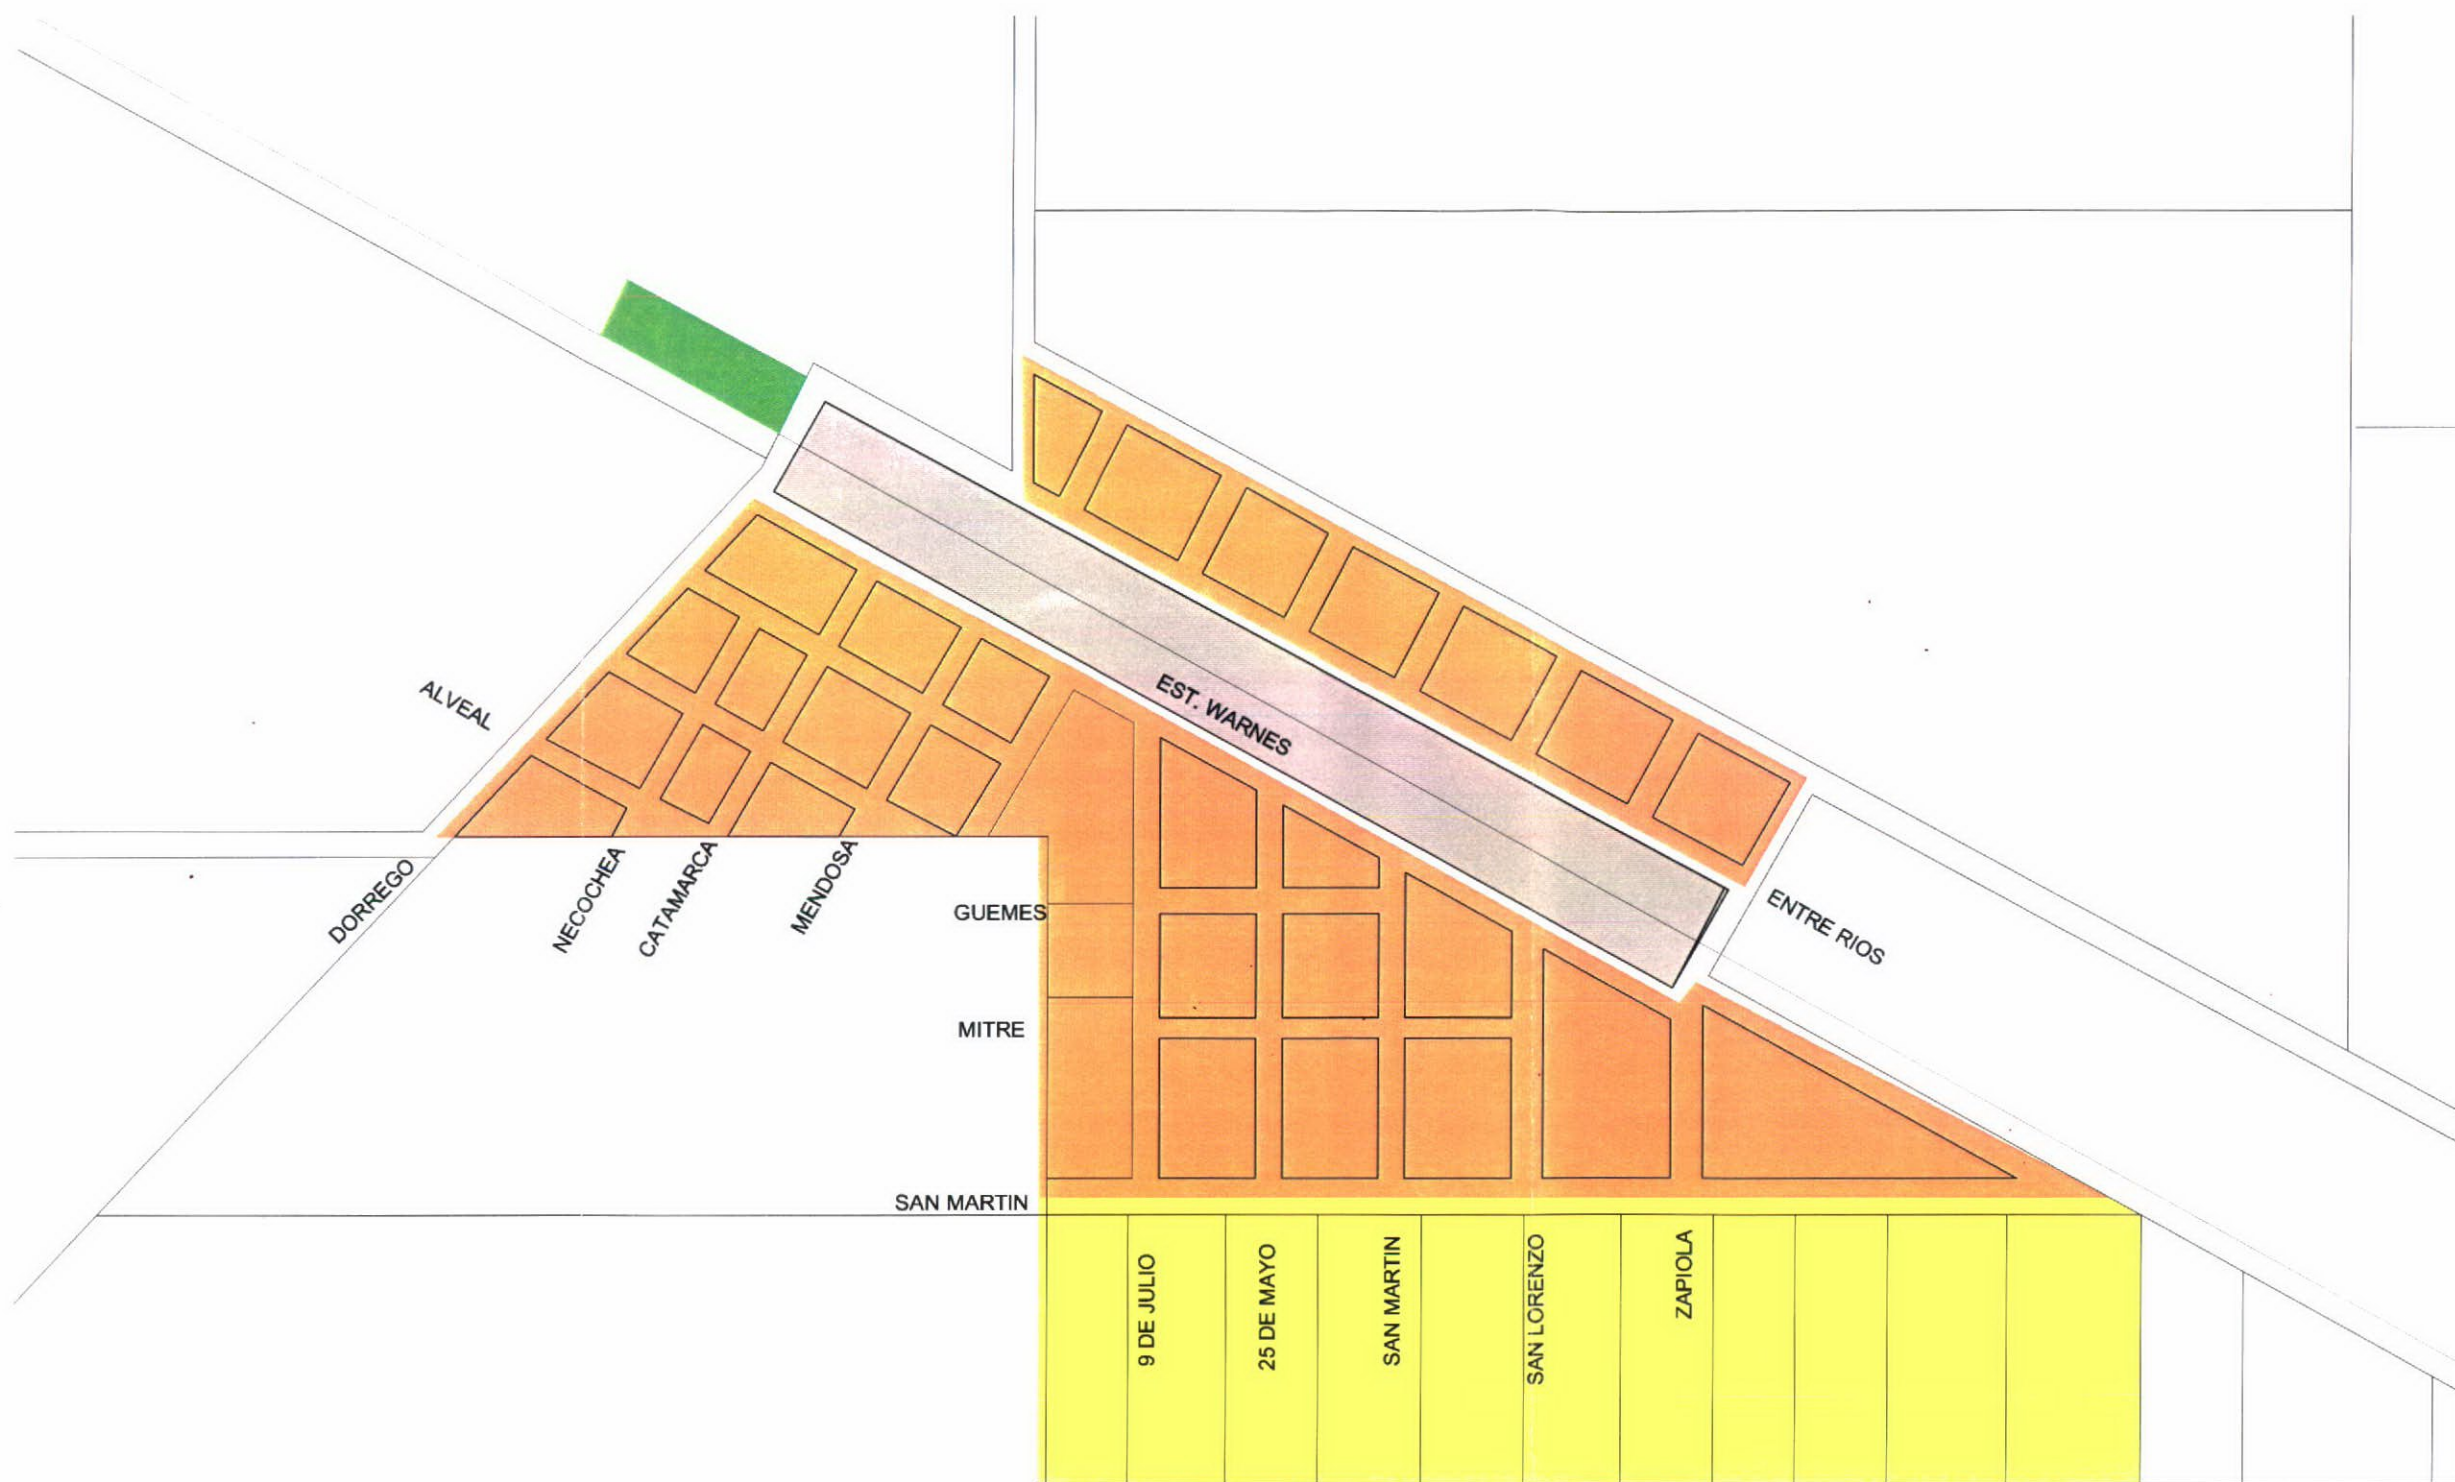 ALVEAL
EST. WARNES
DORREGO
NECOCHEA
CATAMARCA
MENDOSA
GUEMES
ENTRE RIOS
MITRE
SAN MARTIN
9 DE JULIO
25 DE MAYO
SAN MARTIN
SAN LORENZO
ZAPIOLA